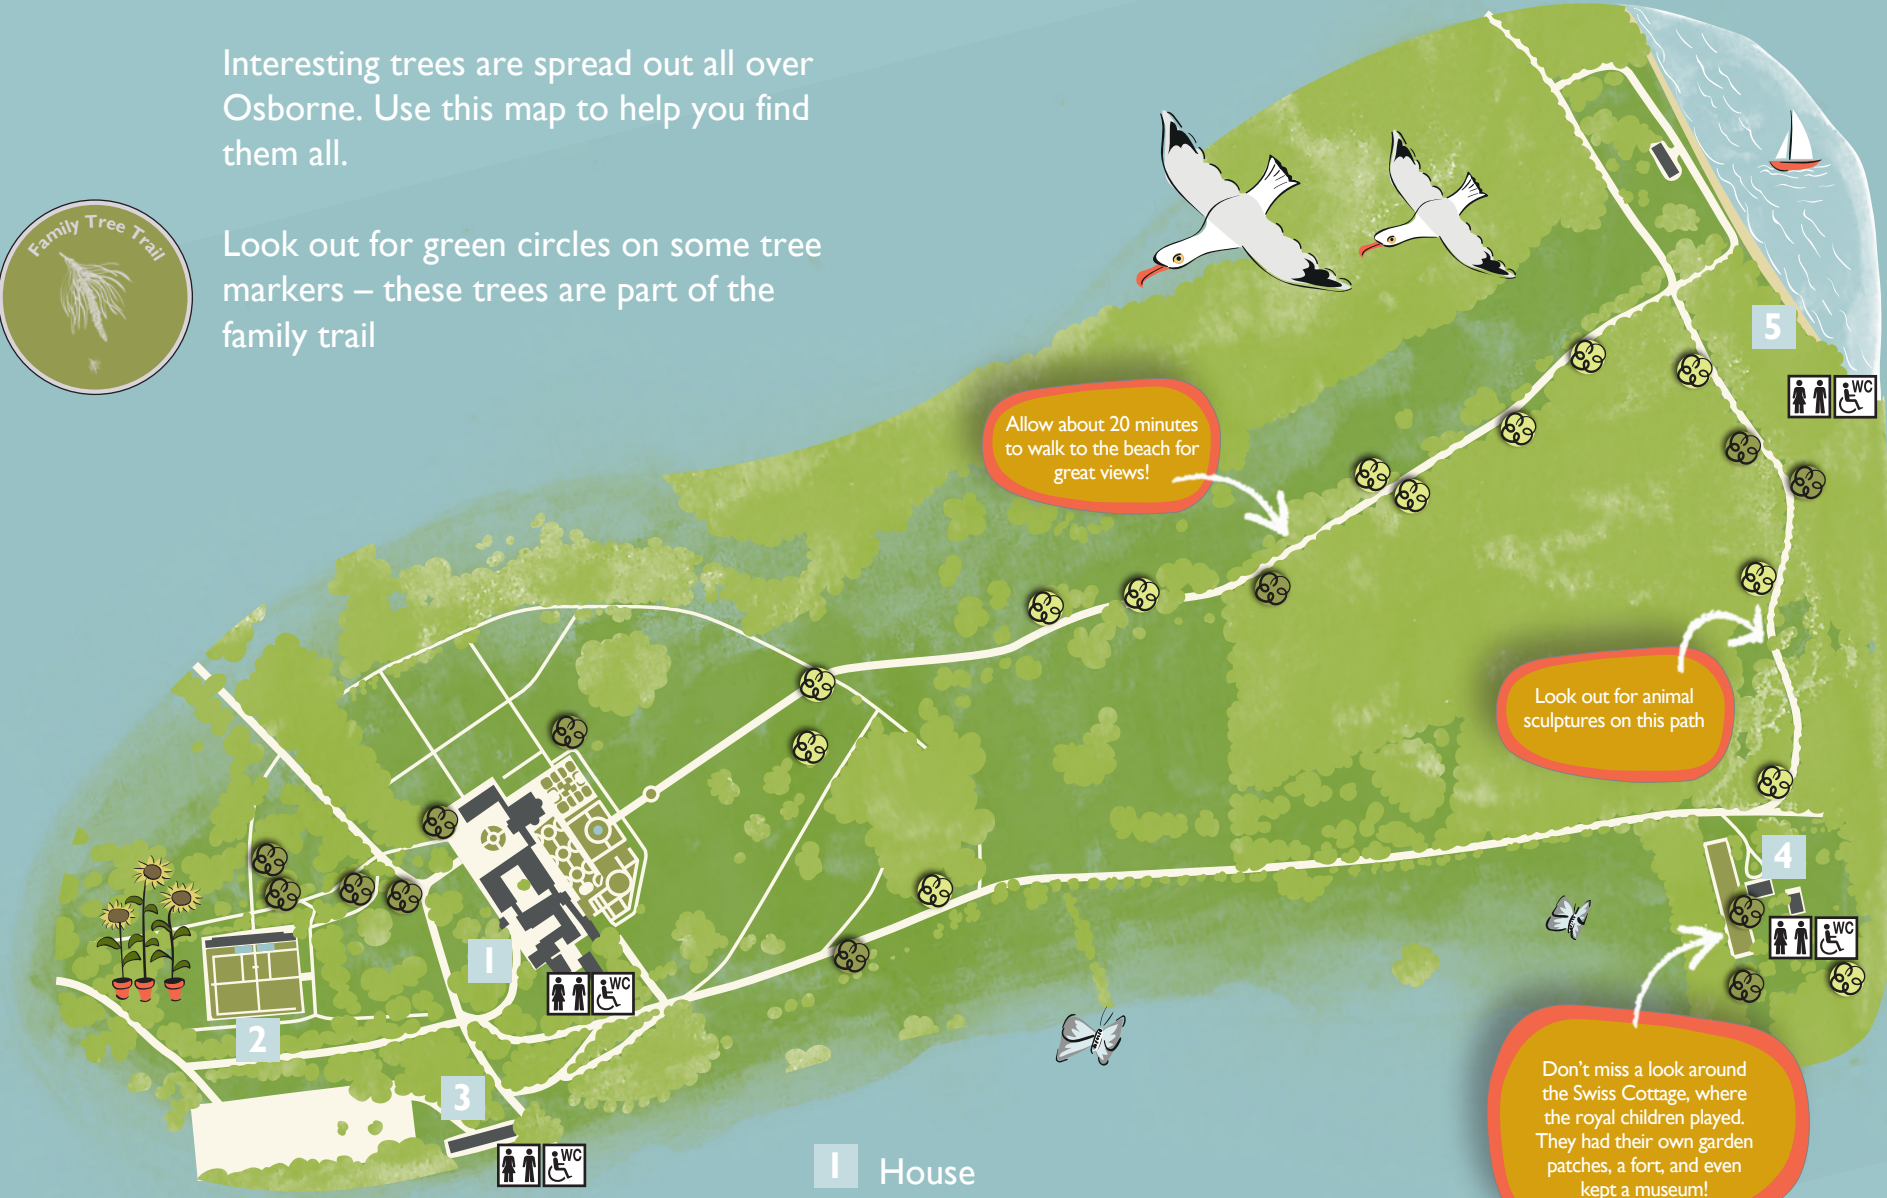 Interesting trees are spread out all over
Osborne. Use this map to help you find
them all.
Family Tree Trail
Look out for green circles on some tree
markers – these trees are part of the
family trail
Allow about 20 minutes
to walk to the beach for
great views!
5
WC
Look out for animal
sculptures on this path
4
WC
1
WC
2
3
WC
Don’t miss a look around
the Swiss Cottage, where
the royal children played.
They had their own garden
patches, a fort, and even
kept a museum!
1 House